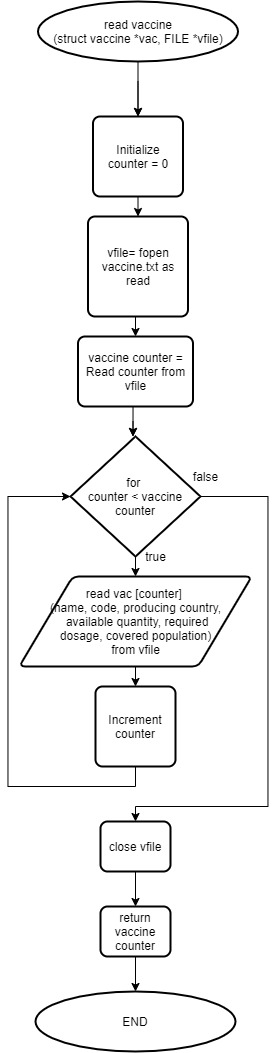 read vaccine
(struct vaccine *vac, FILE *vfile)
Initialize
counter = 0
vfile= fopen
vaccine.txt as
read
vaccine counter =
Read counter from
vfile
for
counter < vaccine
counter
false
true
read vac [counter]
(name, code, producing country,
available quantity, required
dosage, covered population)
from vfile
Increment
counter
close vfile
return
vaccine
counter
END